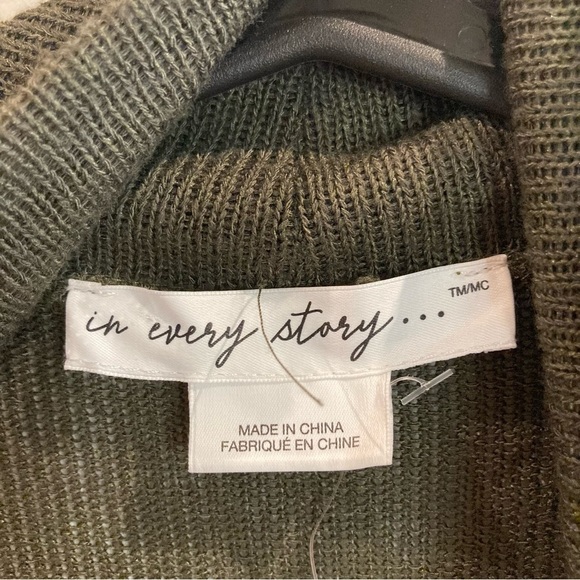 in every story...
TM/MC
MADE IN CHINA
FABRIQUÉ EN CHINE